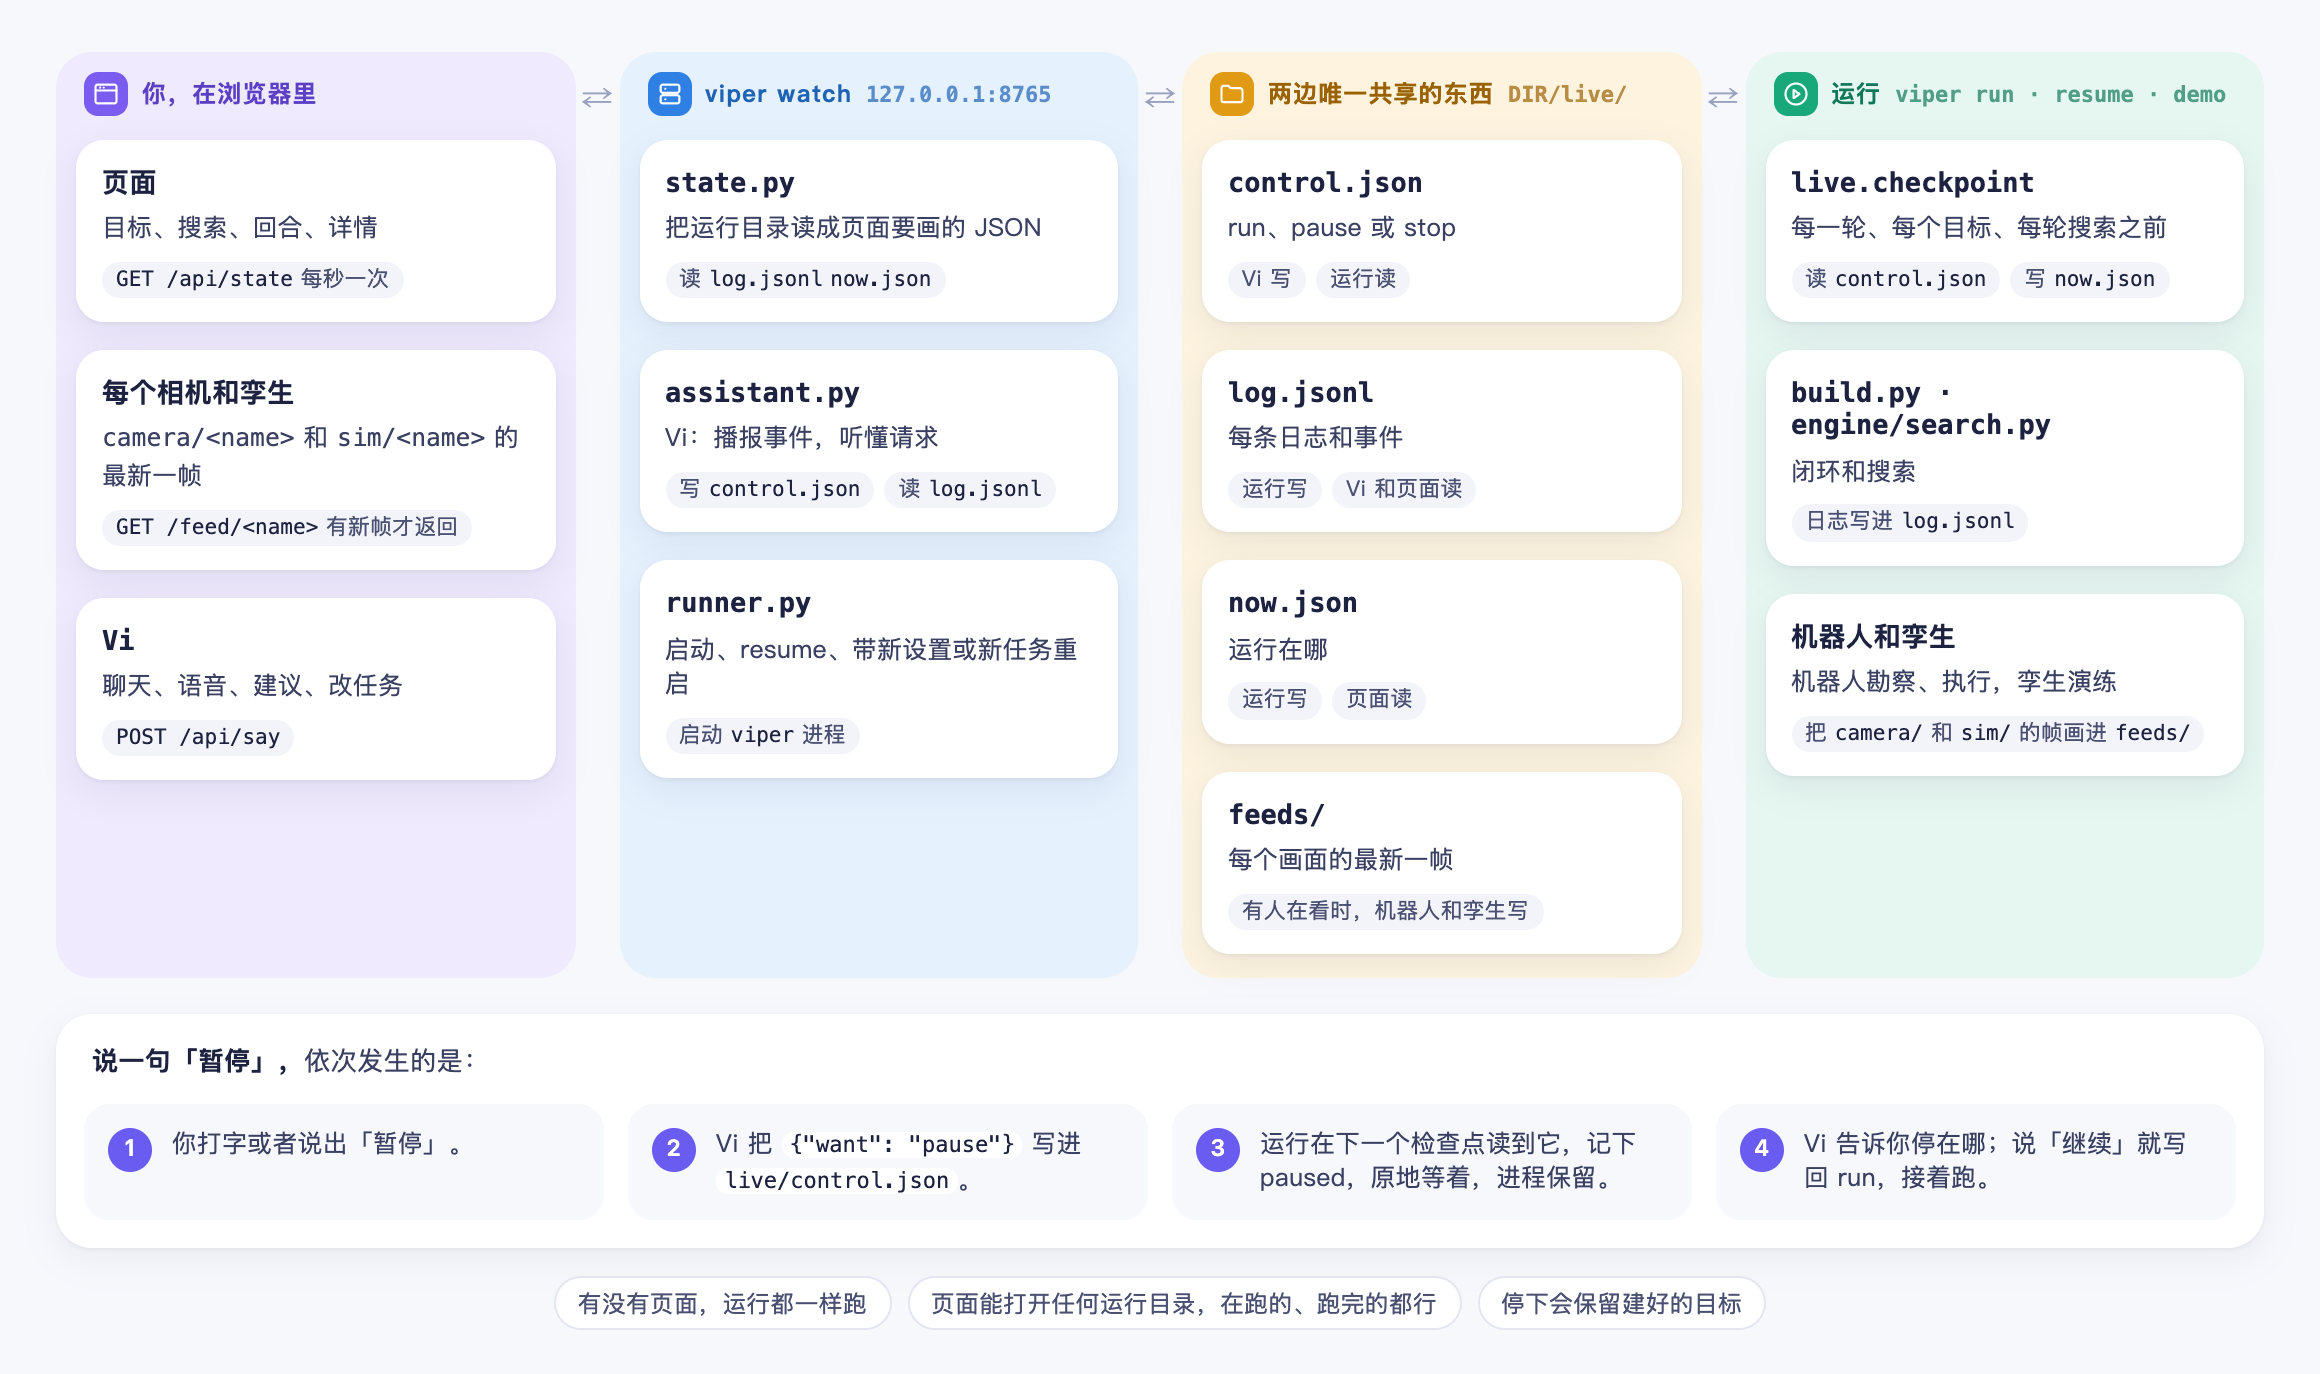 你，在浏览器里
页面
目标、搜索、回合、详情
GET /api/state 每秒一次
每个相机和孪生
camera/<name> 和 sim/<name> 的
最新一帧
GET /feed/<name> 有新帧才返回
Vi
聊天、语音、建议、改任务
POST /api/say
viper watch 127.0.0.1:8765
state.py
把运行目录读成页面要画的 JSON
读 log.jsonl now.json
assistant.py
Vi：播报事件，听懂请求
写 control.json 读 log.jsonl
runner.py
启动、resume、带新设置或新任务重
启
启动 viper 进程
两边唯一共享的东西 DIR/live/
control.json
run、pause 或 stop
Vi 写 运行读
log.jsonl
每条日志和事件
运行写 Vi 和页面读
now.json
运行在哪
运行写 页面读
feeds/
每个画面的最新一帧
有人在看时，机器人和孪生写
运行 viper run · resume · demo
live.checkpoint
每一轮、每个目标、每轮搜索之前
读 control.json 写 now.json
build.py ·
engine/search.py
闭环和搜索
日志写进 log.jsonl
机器人和孪生
机器人勘察、执行，孪生演练
把 camera/ 和 sim/ 的帧画进 feeds/
说一句「暂停」，依次发生的是：
1 你打字或者说出「暂停」。
2 Vi 把 {"want": "pause"} 写进
live/control.json 。
3 运行在下一个检查点读到它，记下
paused，原地等着，进程保留。
4 Vi 告诉你停在哪；说「继续」就写
回 run，接着跑。
有没有页面，运行都一样跑
页面能打开任何运行目录，在跑的、跑完的都行
停下会保留建好的目标